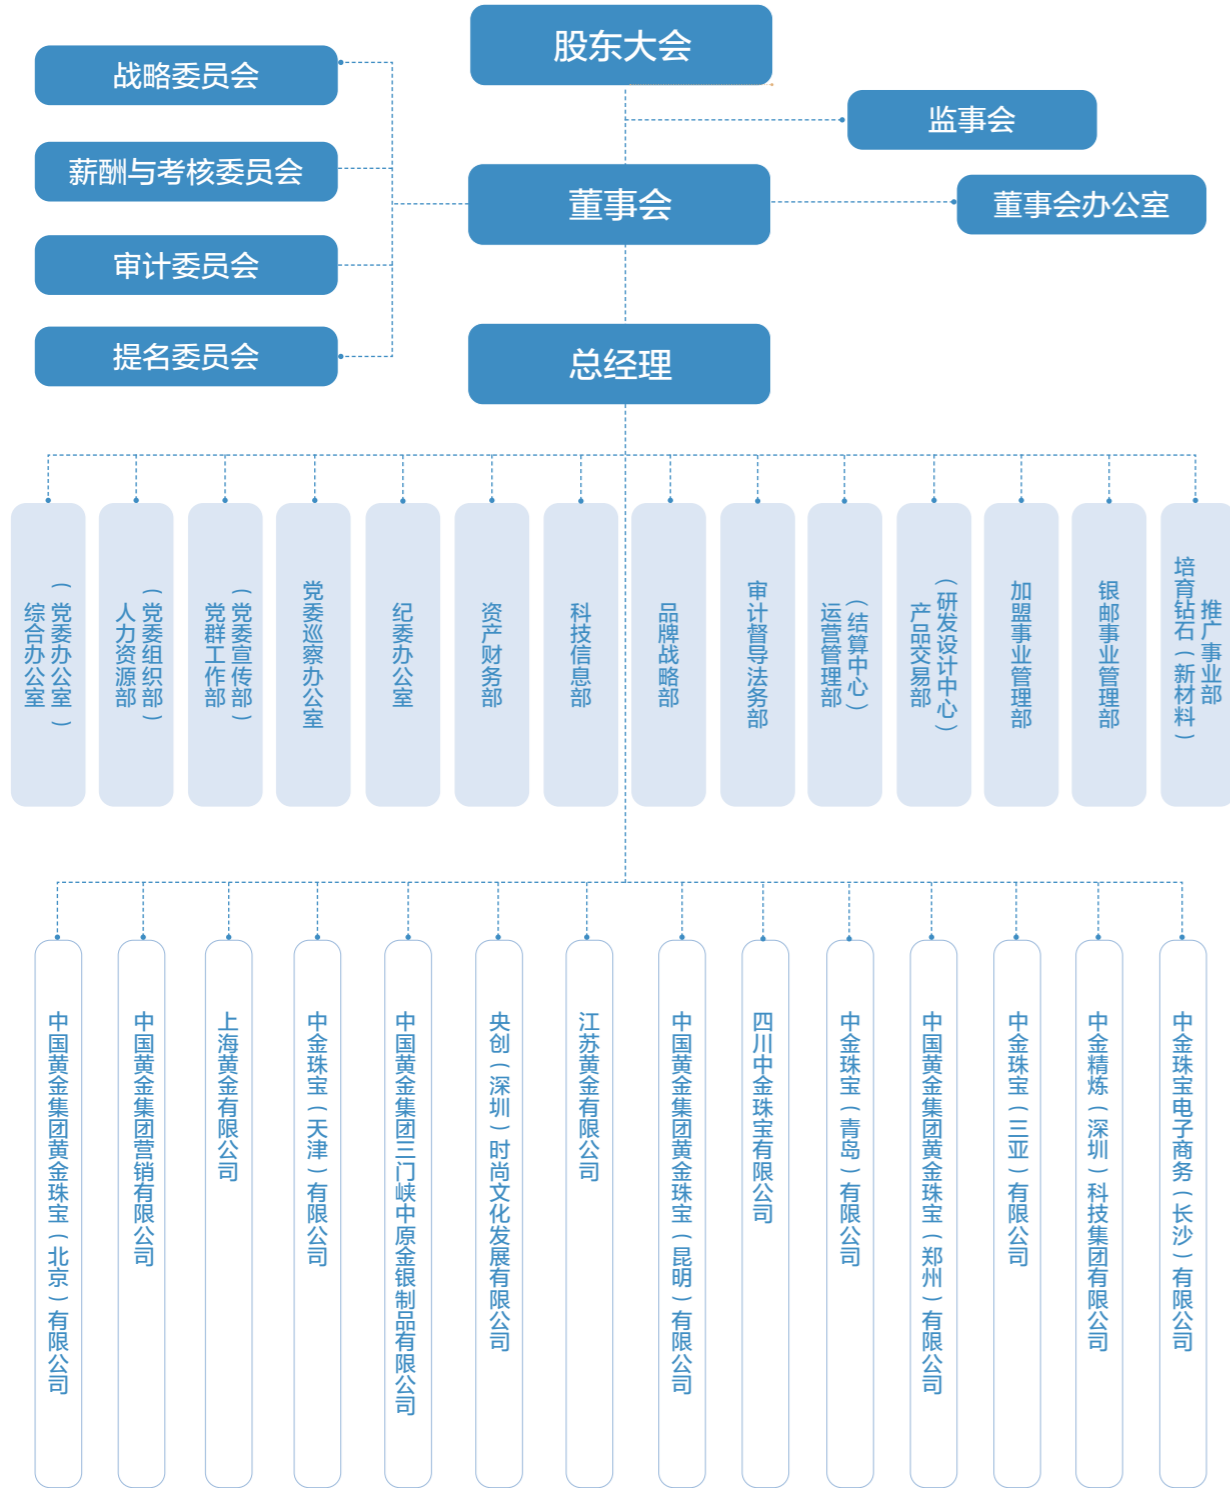 股东大会
战略委员会
监事会
薪酬与考核委员会
董事会
董事会办公室
审计委员会
总经理
提名委员会
综合办公室
（党委办公室）
人力资源部
（党委组织部）
党群工作部
（党委宣传部）
党委巡察办公室
纪委办公室
资产财务部
科技信息部
品牌战略部
审计督导法务部
运营管理部
（结算中心）
产品交易部
（研发设计中心）
加盟事业管理部
银邮事业管理部
培育钻石（新材料）
推广事业部
中国黄金集团黄金珠宝（北京）有限公司
中国黄金集团营销有限公司
上海黄金有限公司
中金珠宝（天津）有限公司
中国黄金集团三门峡中原金银制品有限公司
央创（深圳）时尚文化发展有限公司
江苏黄金有限公司
中国黄金集团黄金珠宝（昆明）有限公司
四川中金珠宝有限公司
中金珠宝（青岛）有限公司
中国黄金集团黄金珠宝（郑州）有限公司
中金珠宝（三亚）有限公司
中金精炼（深圳）科技集团有限公司
中金珠宝电子商务（长沙）有限公司